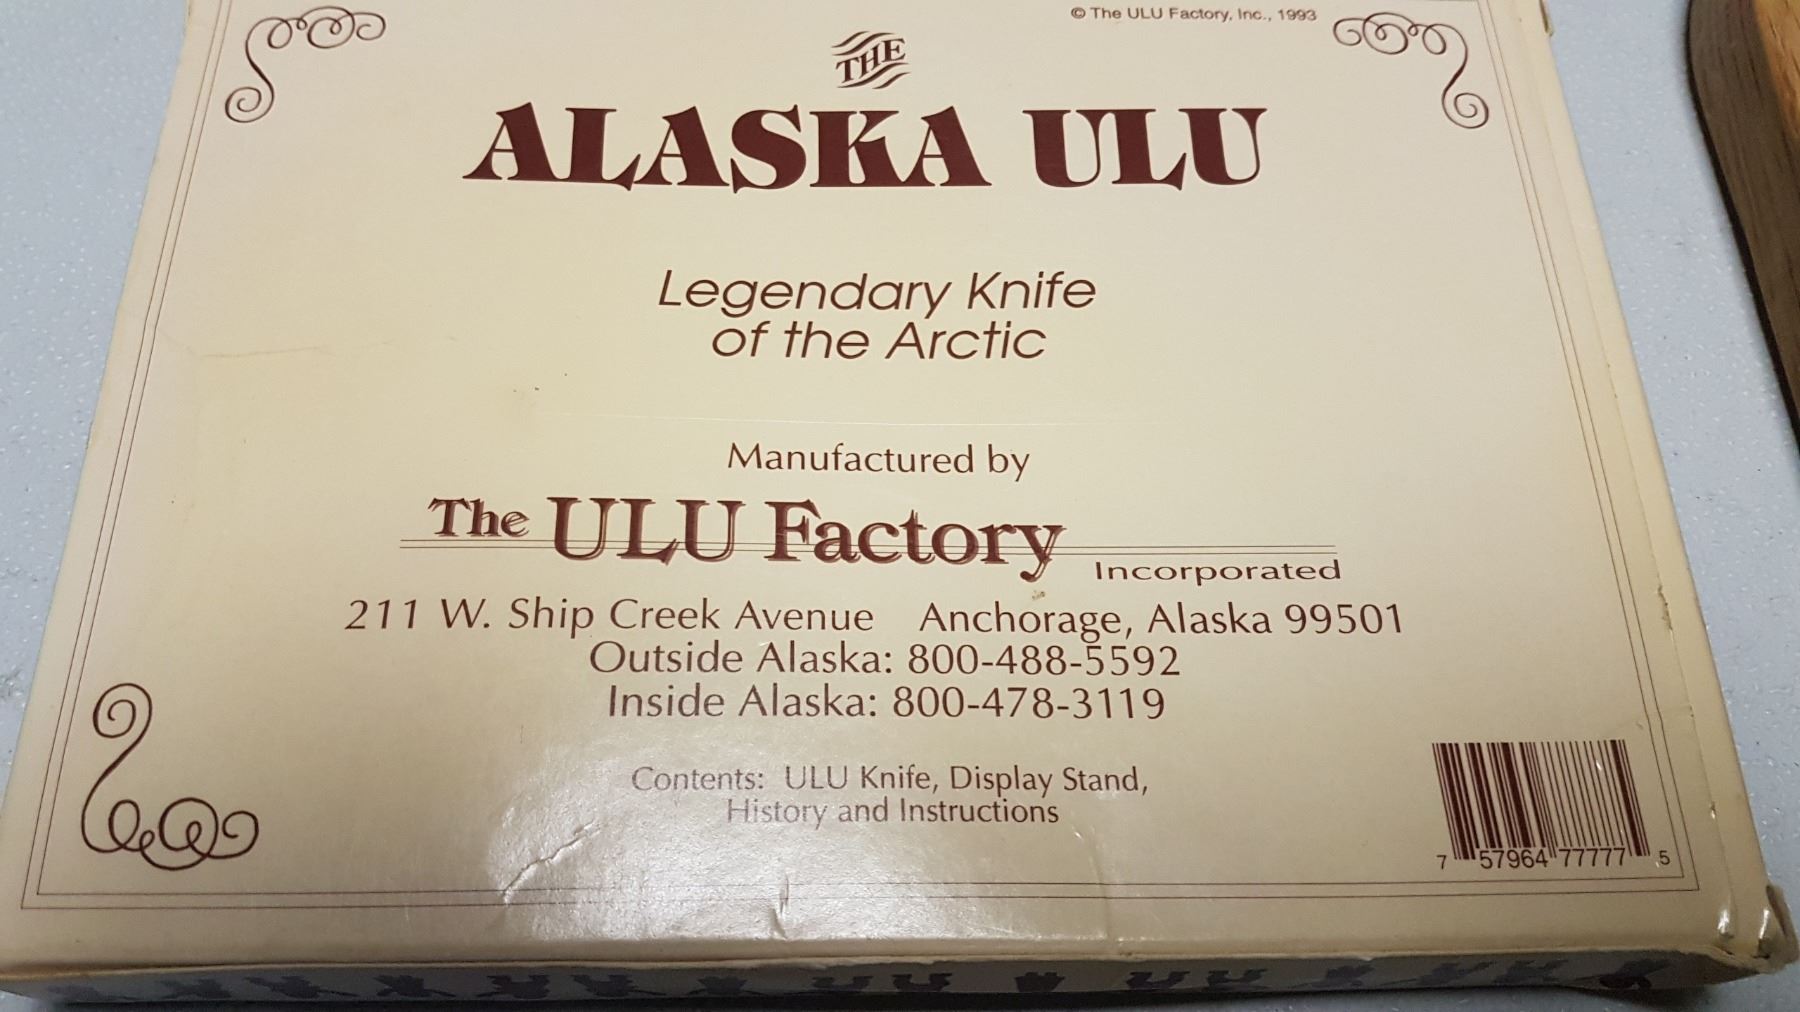 © The ULU Factory, Inc., 1993
THE
ALASKA ULU
Legendary Knife
of the Arctic
Manufactured by
The ULU Factory
Incorporated
211 W. Ship Creek Avenue Anchorage, Alaska 99501
Outside Alaska: 800-488-5592
Inside Alaska: 800-478-3119
Contents: ULU Knife, Display Stand,
History and Instructions
7 57964 77777 5